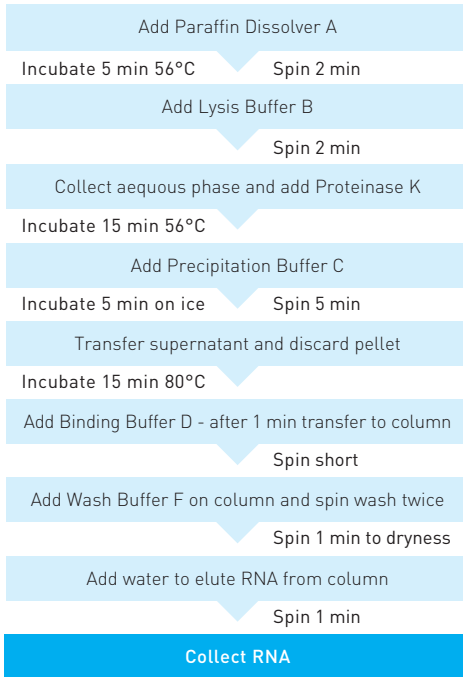 Add Paraffin Dissolver A
Incubate 5 min 56°C Spin 2 min
Add Lysis Buffer B
Spin 2 min
Collect aequous phase and add Proteinase K
Incubate 15 min 56°C
Add Precipitation Buffer C
Incubate 5 min on ice Spin 5 min
Transfer supernatant and discard pellet
Incubate 15 min 80°C
Add Binding Buffer D - after 1 min transfer to column
Spin short
Add Wash Buffer F on column and spin wash twice
Spin 1 min to dryness
Add water to elute RNA from column
Spin 1 min
Collect RNA